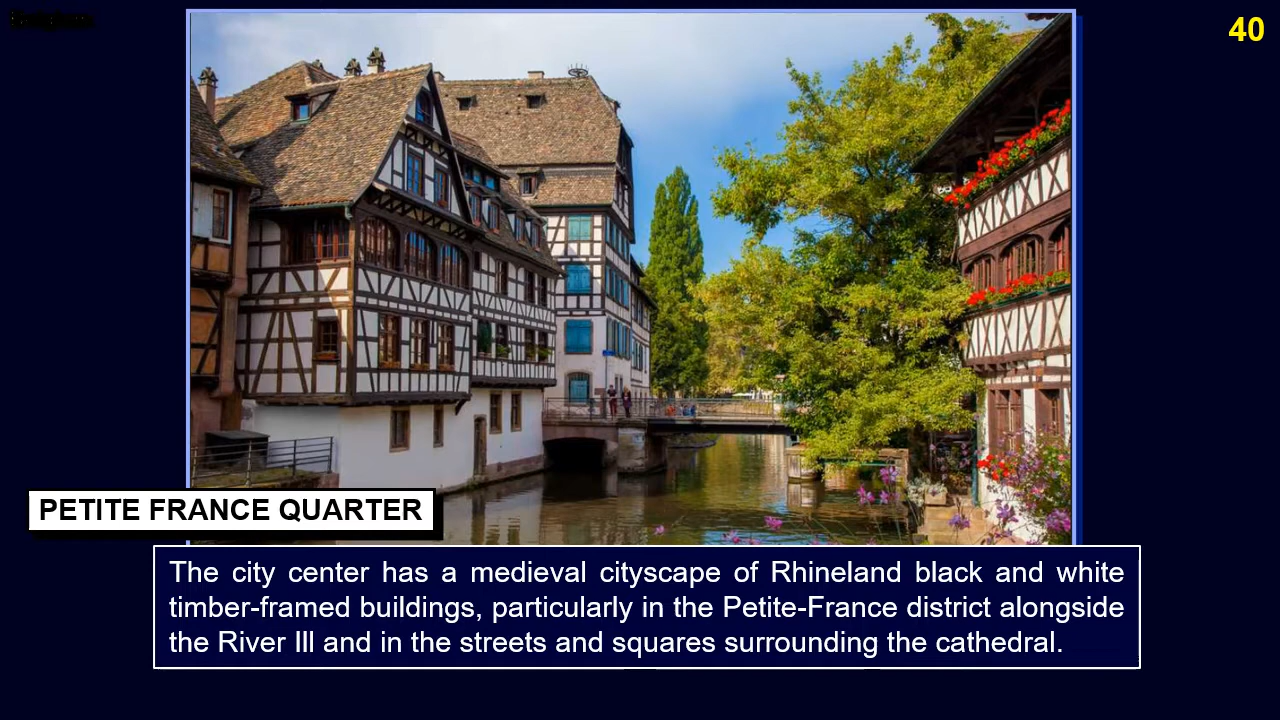 40
PETITE FRANCE QUARTER
The city center has a medieval cityscape of Rhineland black and white
timber-framed buildings, particularly in the Petite-France district alongside
the River Ill and in the streets and squares surrounding the cathedral.